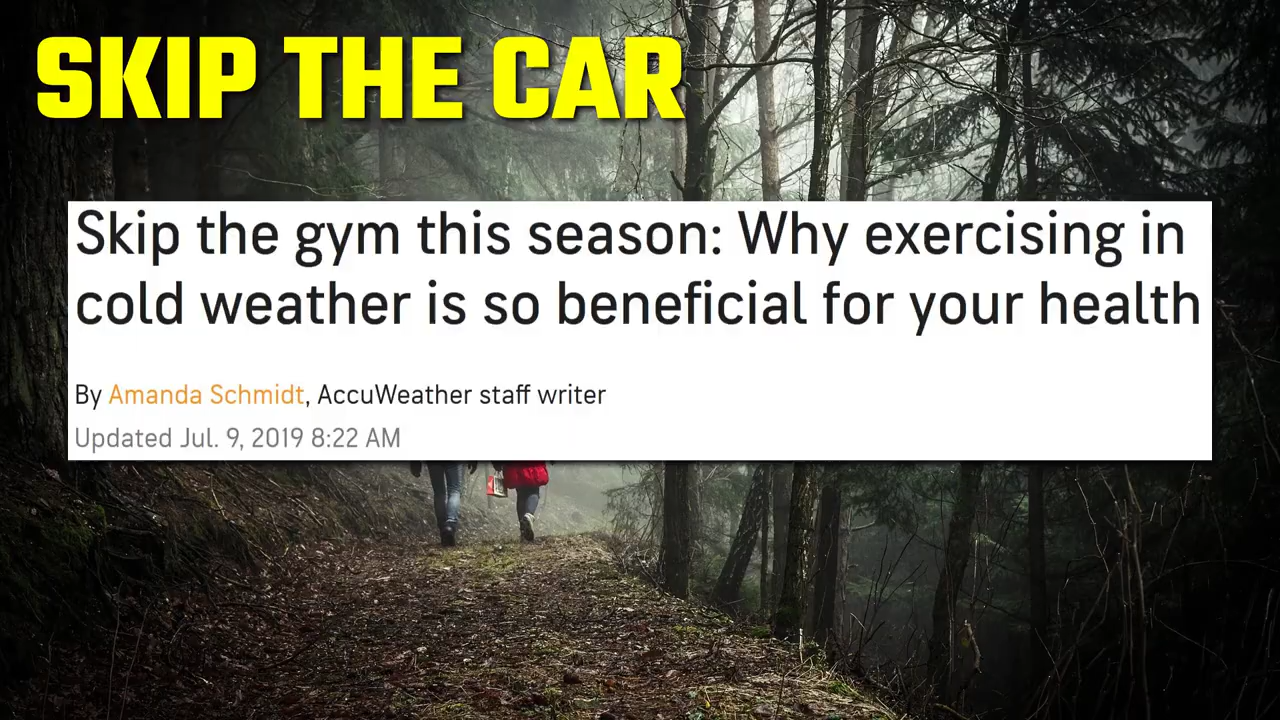 SKIP THE CAR
Skip the gym this season: Why exercising in
cold weather is so beneficial for your health
By Amanda Schmidt, AccuWeather staff writer
Updated Jul. 9, 2019 8:22 AM